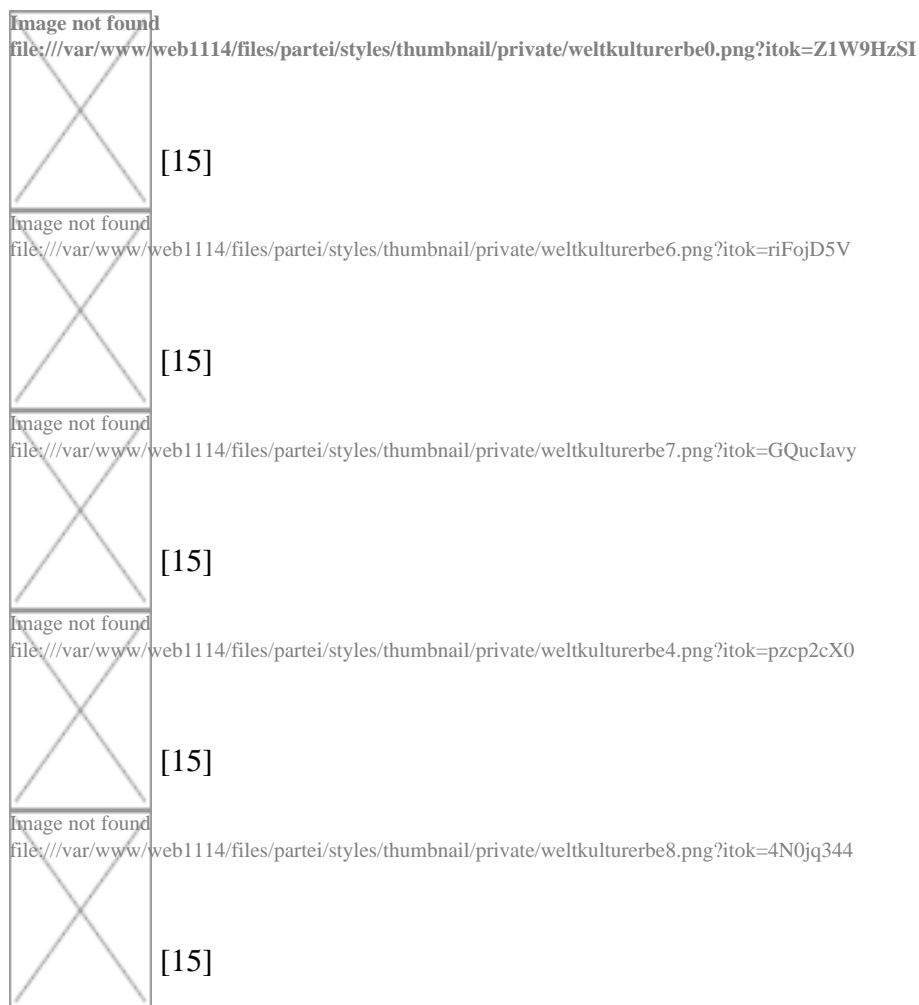 Image not found
file:///var/www/web1114/files/partei/styles/thumbnail/private/weltkulturerbe0.png?itok=Z1W9HzSI
[15]
Image not found
file:///var/www/web1114/files/partei/styles/thumbnail/private/weltkulturerbe6.png?itok=riFojD5V
[15]
Image not found
file:///var/www/web1114/files/partei/styles/thumbnail/private/weltkulturerbe7.png?itok=GQucIavy
[15]
Image not found
file:///var/www/web1114/files/partei/styles/thumbnail/private/weltkulturerbe4.png?itok=pzcp2cX0
[15]
Image not found
file:///var/www/web1114/files/partei/styles/thumbnail/private/weltkulturerbe8.png?itok=4N0jq344
[15]